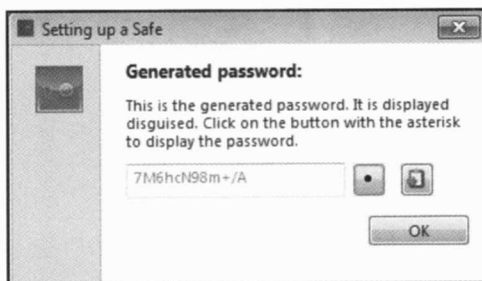 Setting up a Safe
Generated password:
This is the generated password. It is displayed
disguised. Click on the button with the asterisk
to display the password.
7M6hcN98m+/A
OK